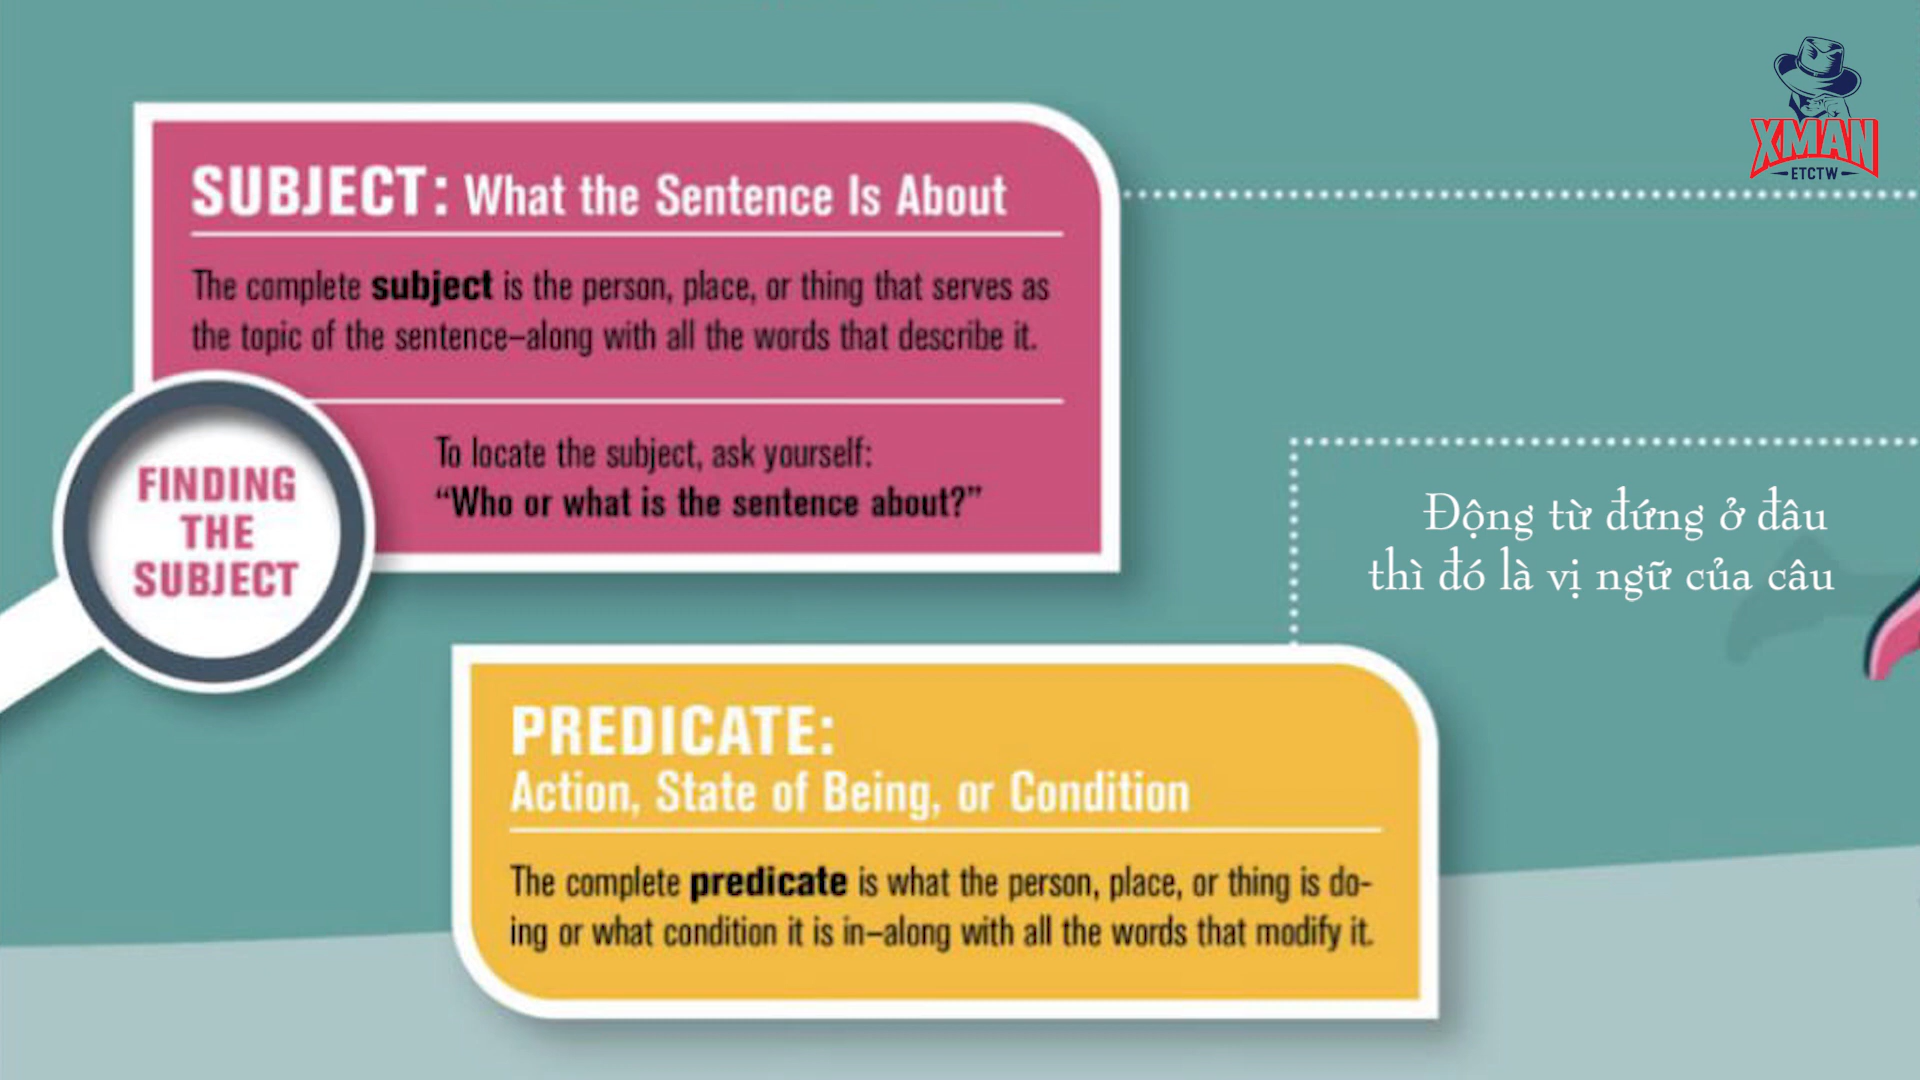 XMAN
ETCTW
SUBJECT: What the Sentence Is About
The complete subject is the person, place, or thing that serves as
the topic of the sentence–along with all the words that describe it.
To locate the subject, ask yourself:
“Who or what is the sentence about?”
FINDING
THE
SUBJECT
Động từ đứng ở đâu
thì đó là vị ngữ của câu
PREDICATE:
Action, State of Being, or Condition
The complete predicate is what the person, place, or thing is do-
ing or what condition it is in–along with all the words that modify it.